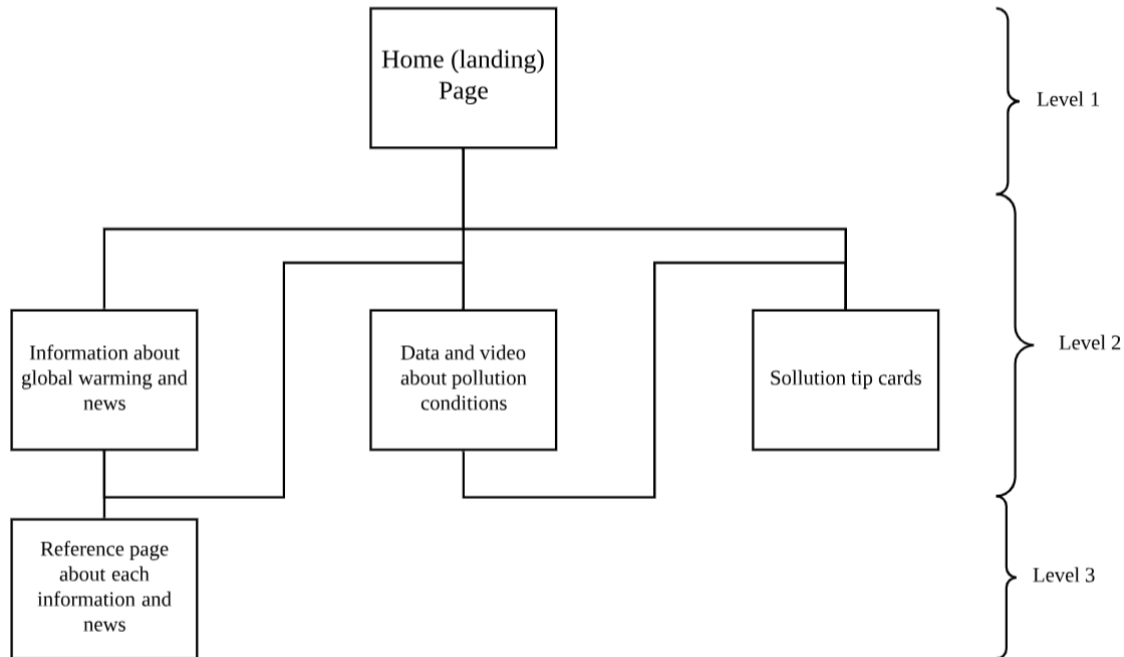 Home (landing)
Page
Level 1
Information about
global warming and
news
Data and video
about pollution
conditions
Sollution tip cards
Level 2
Reference page
about each
information and
news
Level 3